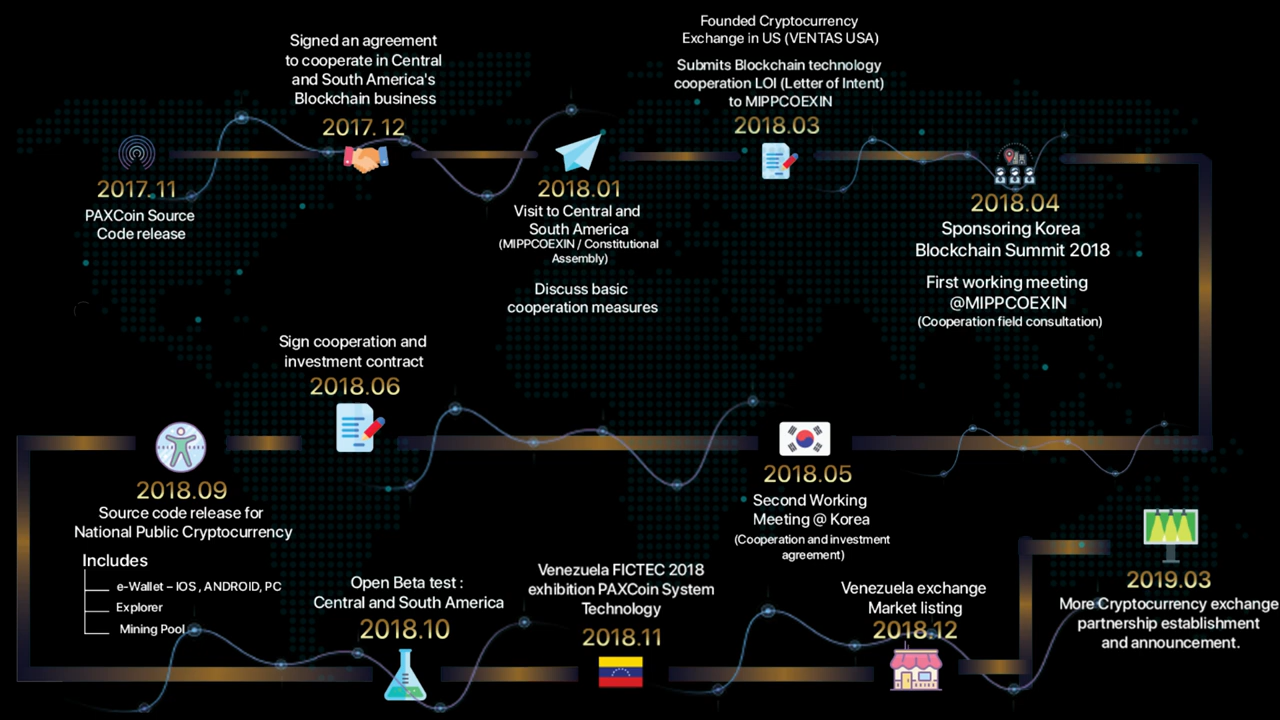 2017.11
PAXCoin Source
Code release
Signed an agreement
to cooperate in Central
and South America's
Blockchain business
2017.12
2018.01
Visit to Central and
South America
(MIPPCOEXIN / Constitutional
Assembly)
Discuss basic
cooperation measures
Founded Cryptocurrency
Exchange in US (VENTAS USA)
Submits Blockchain technology
cooperation LOI (Letter of Intent)
to MIPPCOEXIN
2018.03
2018.04
Sponsoring Korea
Blockchain Summit 2018
First working meeting
@MIPPCOEXIN
(Cooperation field consultation)
2018.05
Second Working
Meeting @ Korea
(Cooperation and investment
agreement)
Sign cooperation and
investment contract
2018.06
2018.09
Source code release for
National Public Cryptocurrency
Includes
e-Wallet – IOS , ANDROID, PC
Explorer
Mining Pool
Open Beta test :
Central and South America
2018.10
Venezuela FICTEC 2018
exhibition PAXCoin System
Technology
2018.11
Venezuela exchange
Market listing
2018.12
2019.03
More Cryptocurrency exchange
partnership establishment
and announcement.